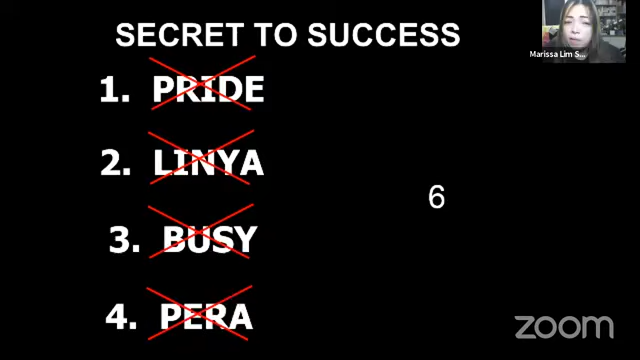 SECRET TO SUCCESS
1. PRIDE
2. LINYA
3. BUSY
4. PERA
6
Marissa Lim S...
zoom